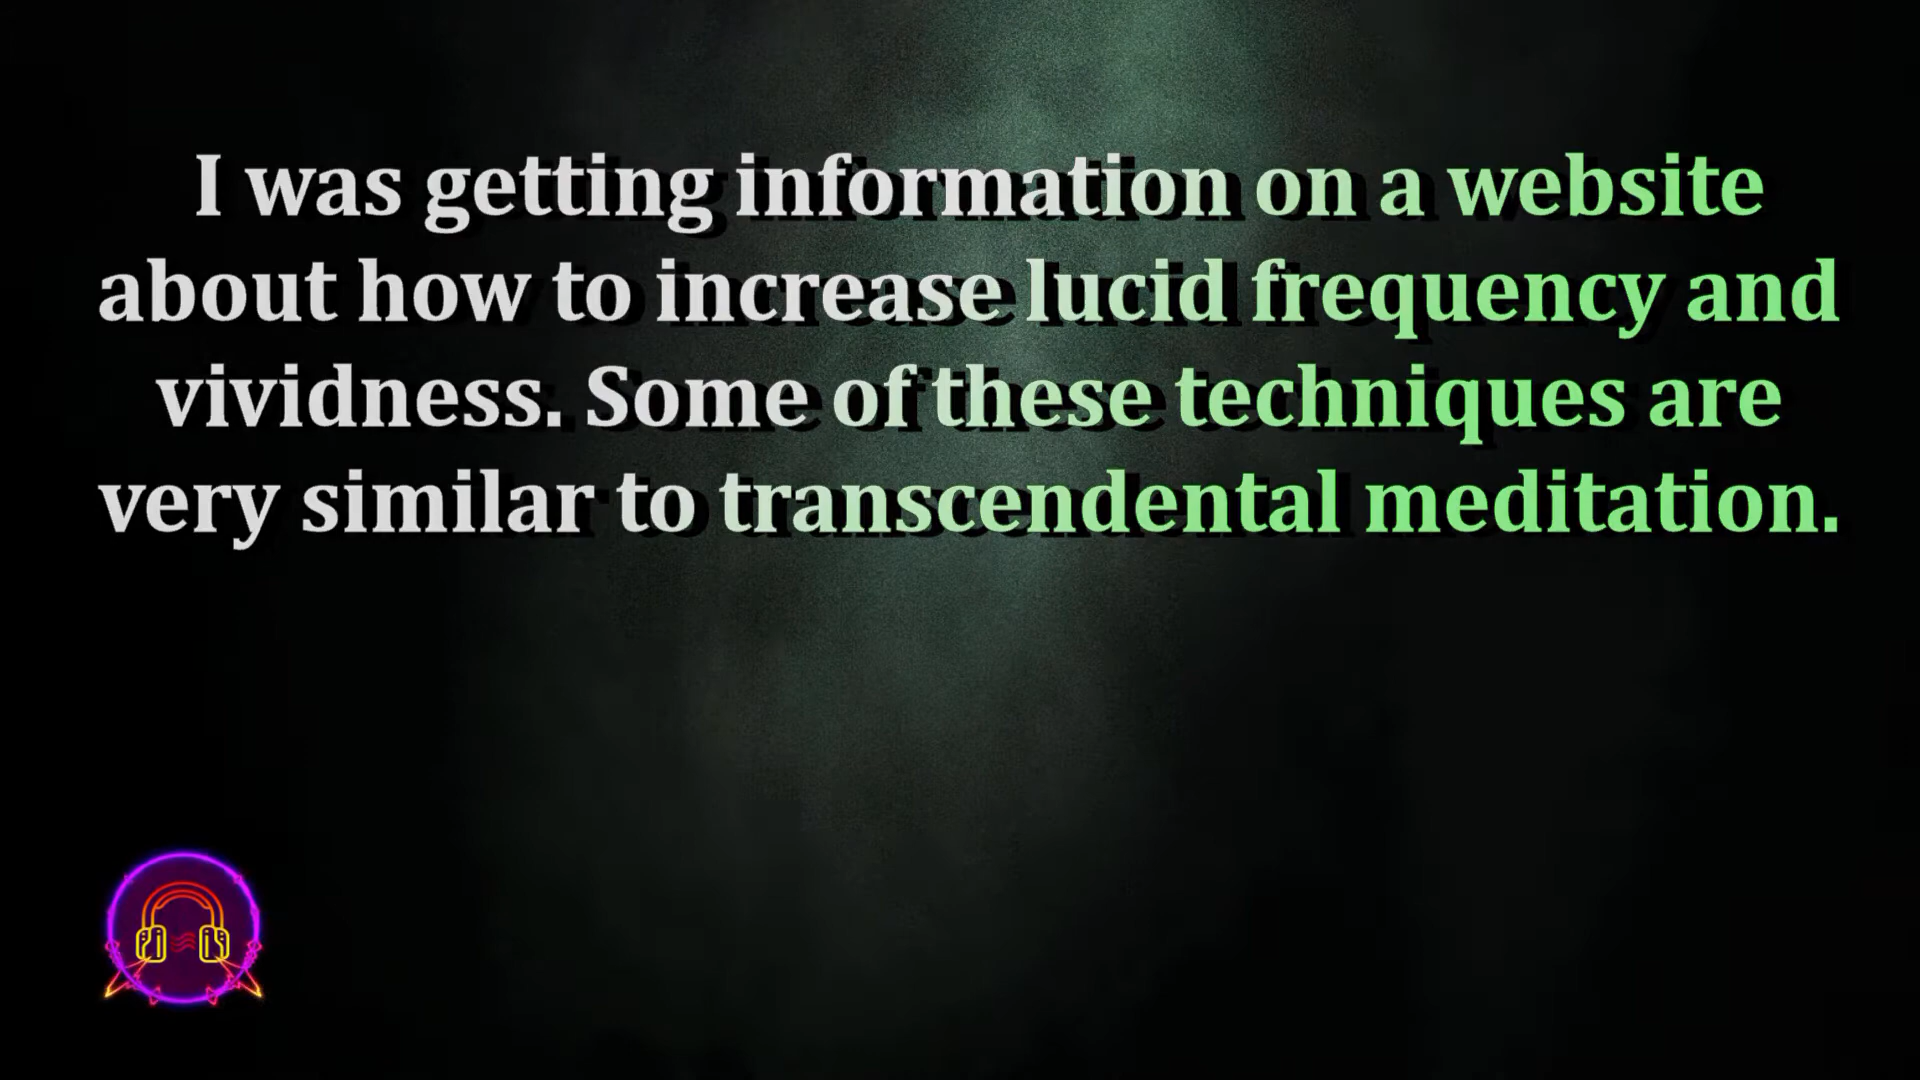 I was getting information on a website
about how to increase lucid frequency and
vividness. Some of these techniques are
very similar to transcendental meditation.